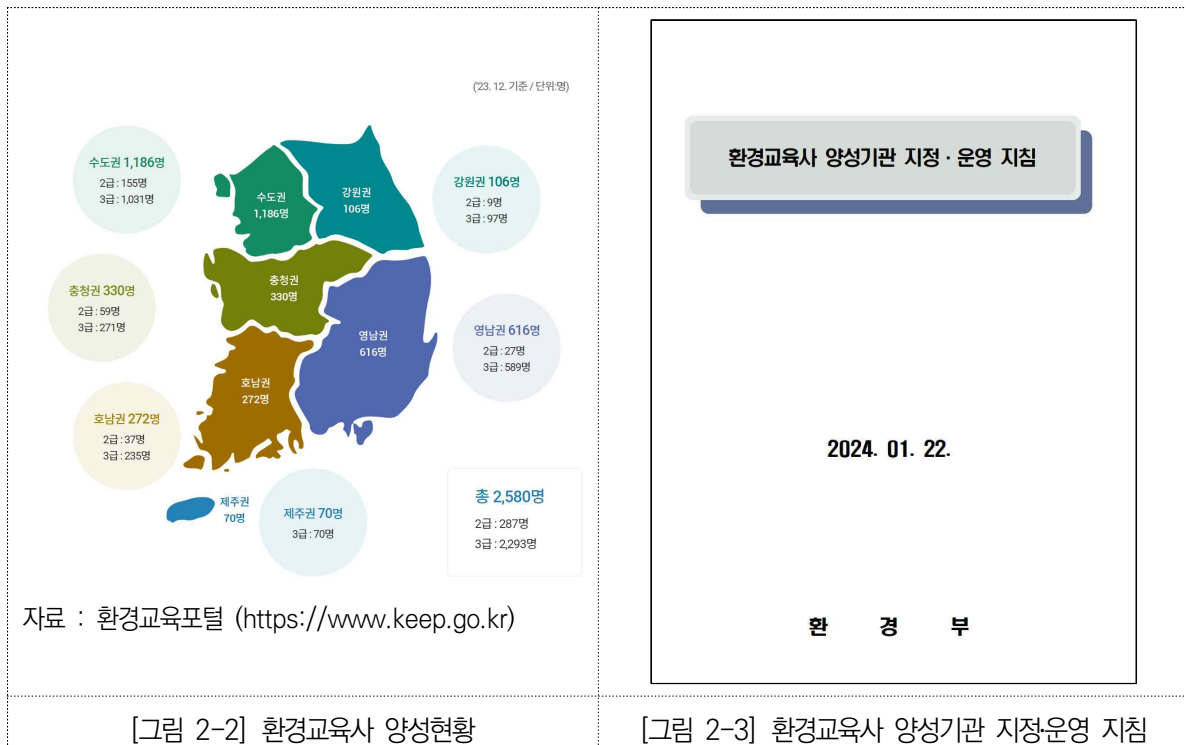 ('23. 12. 기준 / 단위:명)
수도권 1,186명
2급 : 155명
3급 : 1,031명
수도권
1,186명
강원권
106명
강원권 106명
2급 : 9명
3급 : 97명
충청권 330명
2급 : 59명
3급 : 271명
충청권
330명
영남권
616명
영남권 616명
2급 : 27명
3급 : 589명
호남권
272명
호남권 272명
2급 : 37명
3급 : 235명
제주권
70명
제주권 70명
3급 : 70명
총 2,580명
2급 : 287명
3급 : 2,293명
자료 : 환경교육포털 (https://www.keep.go.kr)
[그림 2-2] 환경교육사 양성현황
환경교육사 양성기관 지정 · 운영 지침
2024. 01. 22.
환 경 부
[그림 2-3] 환경교육사 양성기관 지정·운영 지침